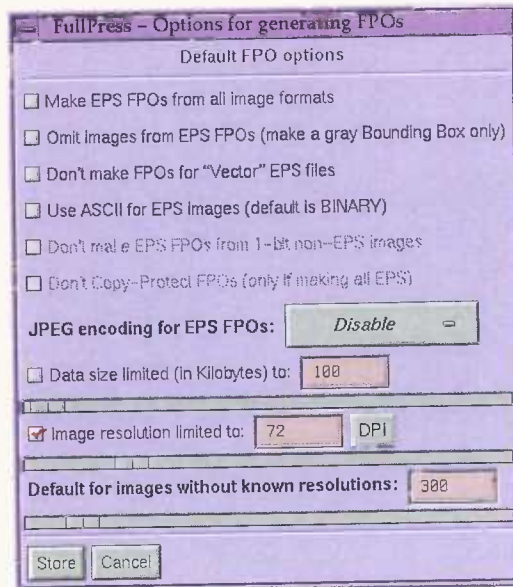 FullPress – Options for generating FPOs
Default FPO options
Make EPS FPOs from all image formats
Omit images from EPS FPOs (make a gray Bounding Box only)
Don't make FPOs for "Vector" EPS files
Use ASCII for EPS images (default is BINARY)
Don't make EPS FPOs from 1-bit non-EPS images
Don't Copy-Protect FPOs (only if making all EPS)
JPEG encoding for EPS FPOs: Disable
Data size limited (in Kilobytes) to: 100
Image resolution limited to: 72 DPI
Default for images without known resolutions: 300
Store Cancel